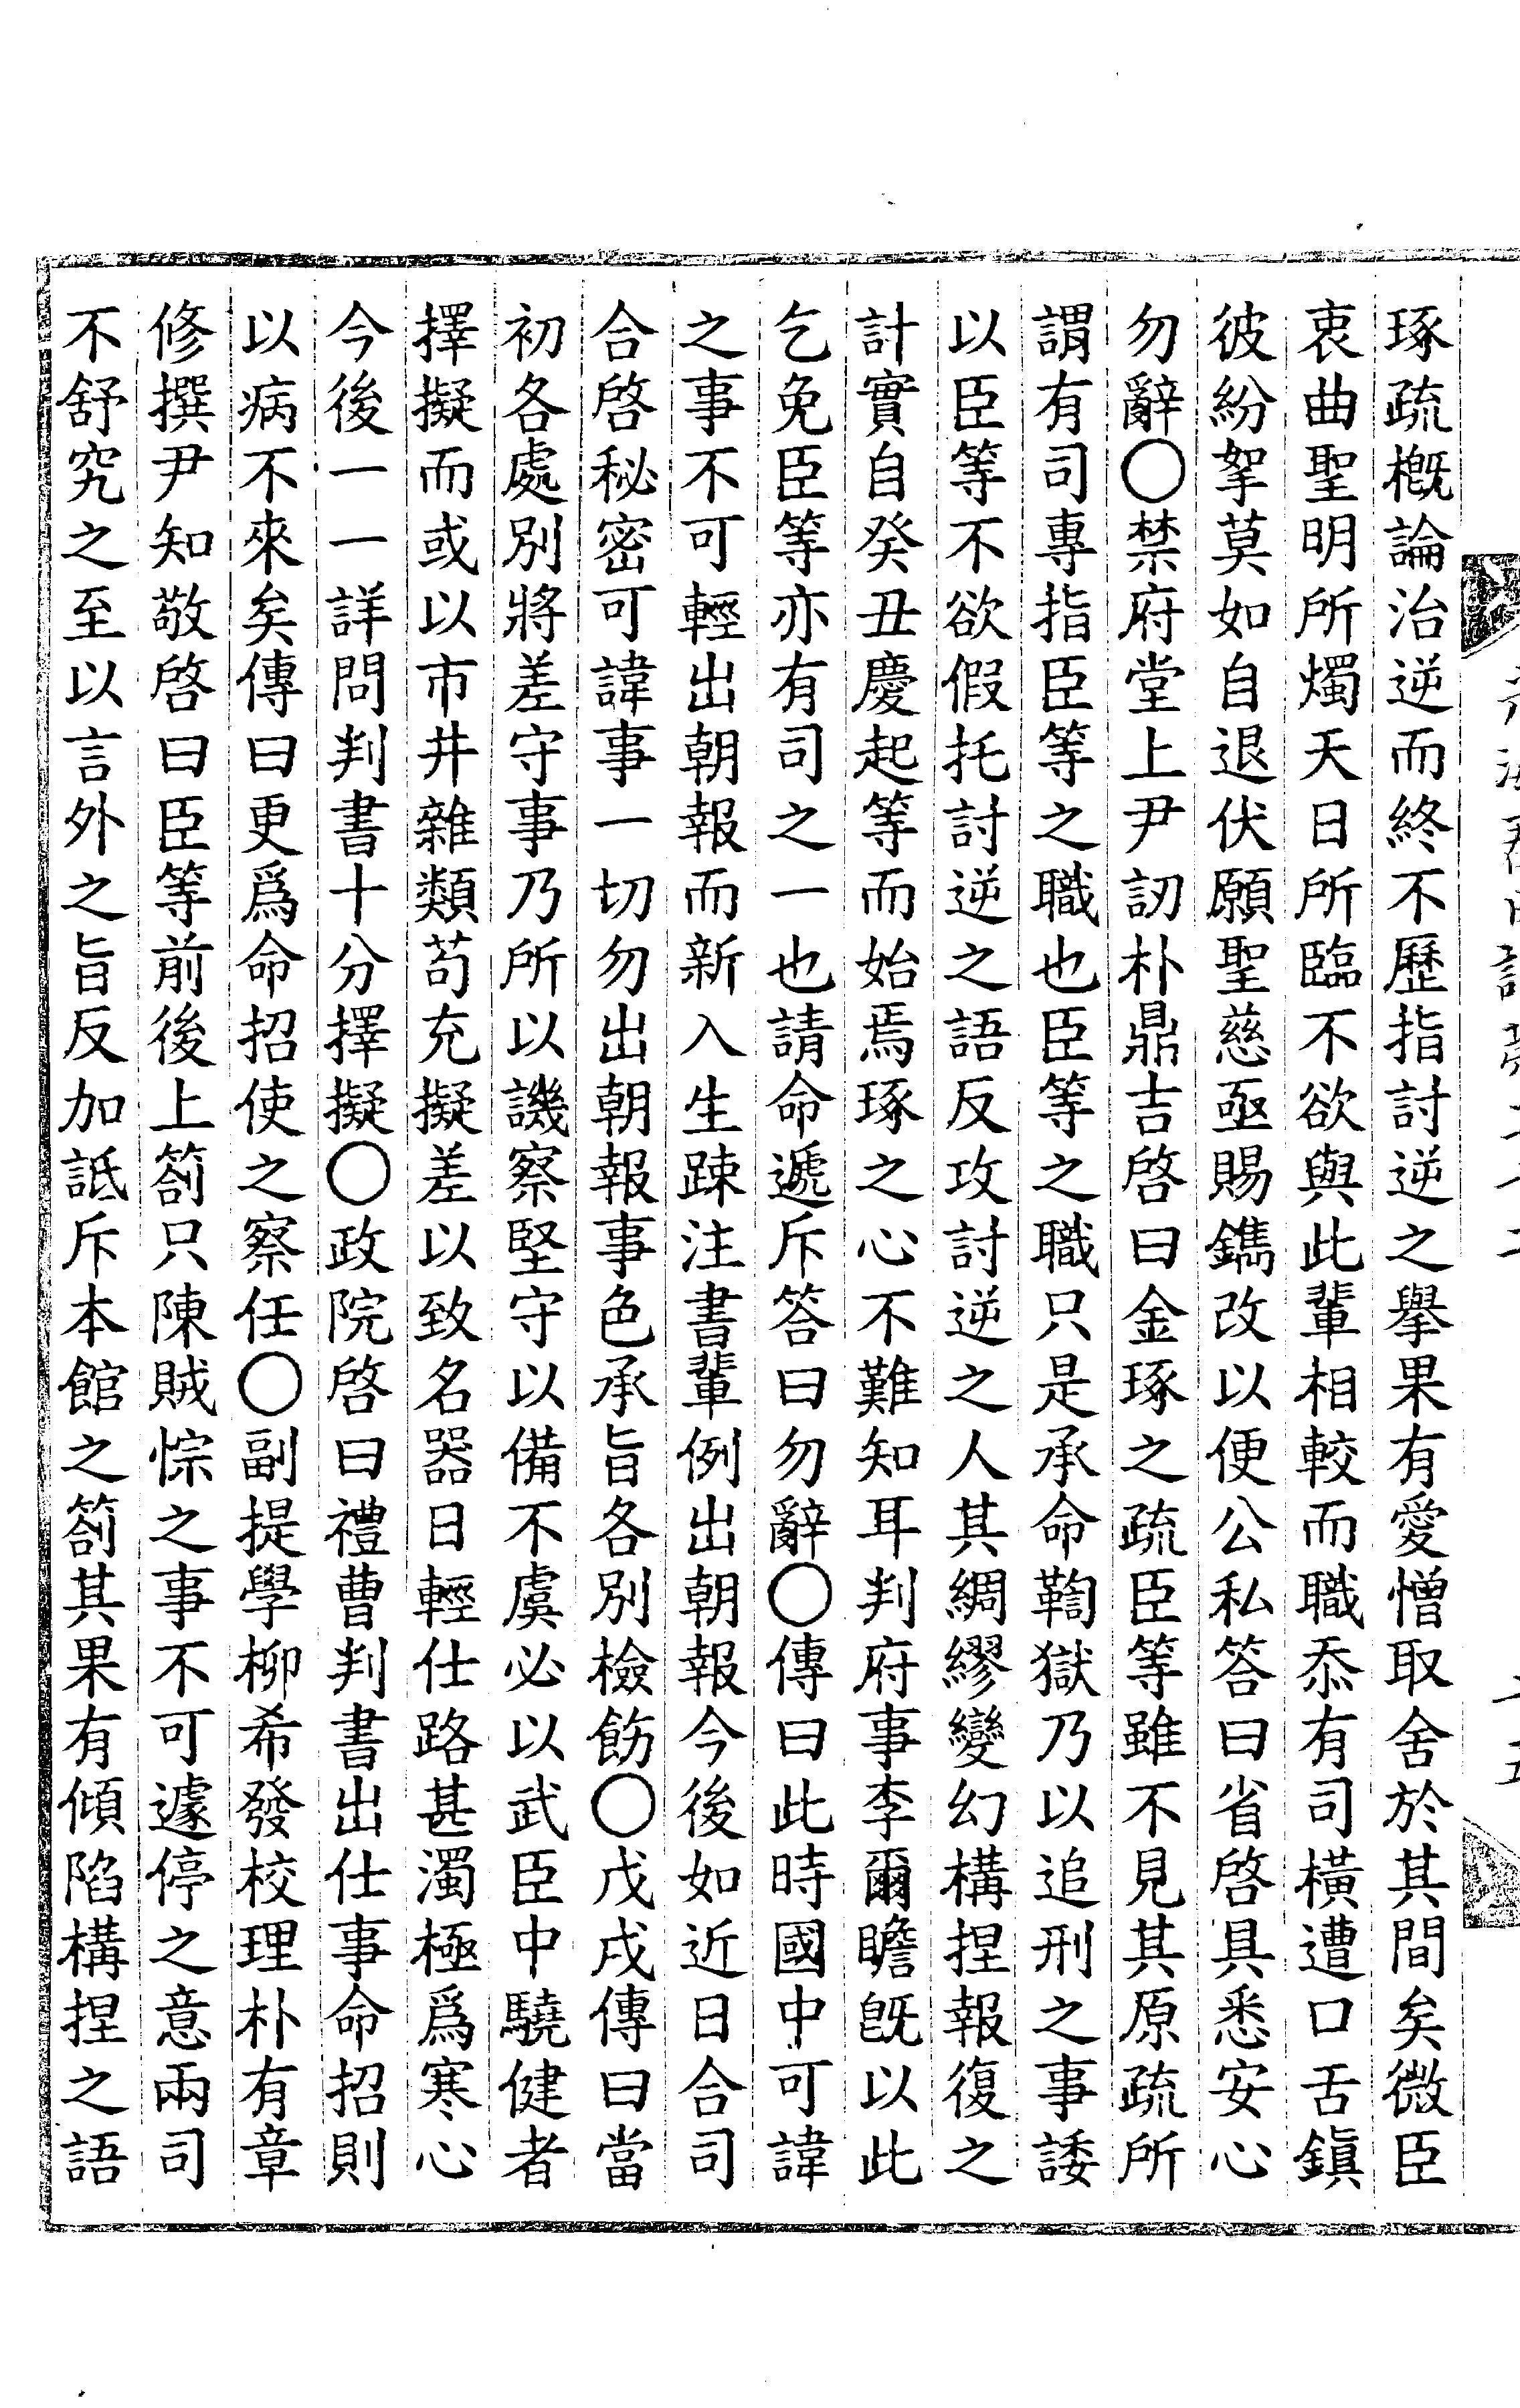 琢疏槪論治逆而終不歷指討逆之擧果有愛憎取舍於其間矣微臣
衷曲聖明所燭天日所臨不欲與此輩相較而職忝有司橫遭口舌鎭
彼紛挐莫如自退伏願聖慈亟賜鐫改以便公私答曰省啓具悉安心
勿辭○禁府堂上尹訒朴鼎吉啓曰金琢之疏臣等雖不見其原疏所
謂有司專指臣等之職也臣等之職只是承命鞫獄乃以追刑之事諉
以臣等不欲假托討逆之語反攻討逆之人其綢繆變幻構捏報復之
計實自癸丑慶起等而始焉琢之心不難知耳判府事李爾瞻旣以此
乞免臣等亦有司之一也請命遞斥答曰勿辭○傳曰此時國中可諱
之事不可輕出朝報而新入生踈注書輩例出朝報今後如近日合司
合啓秘密可諱事一切勿出朝報事色承旨各別檢飭○戊戌傳曰當
初各處別將差守事乃所以譏察堅守以備不虞必以武臣中驍健者
擇擬而或以市井雜類苟充擬差以致名器日輕仕路甚濁極爲寒心
今後一一詳問判書十分擇擬○政院啓曰禮曹判書出仕事命招則
以病不來矣傳曰更爲命招使之察任○副提學柳希發校理朴有章
修撰尹知敬啓曰臣等前後上箚只陳賊悰之事不可遽停之意兩司
不舒究之至以言外之旨反加詆斥本館之箚其果有傾陷構捏之語